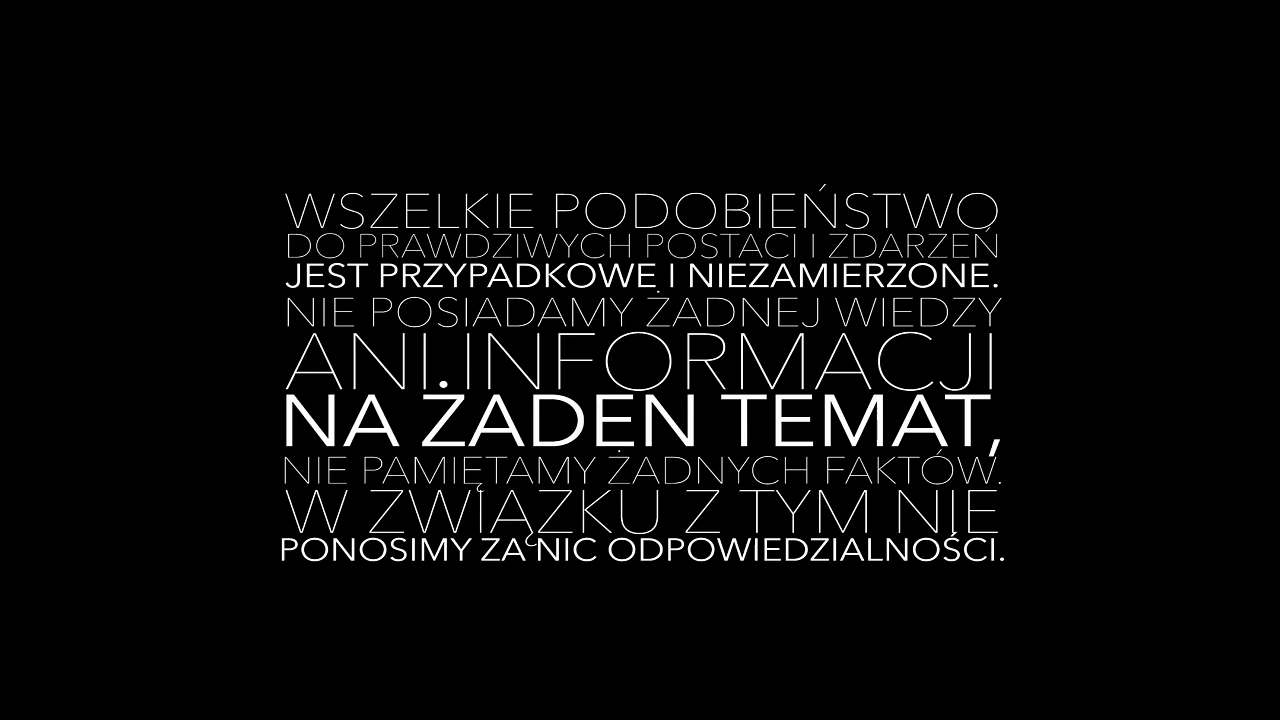 WSZELKIE PODOBIEŃSTWO
DO PRAWDZIWYCH POSTACI I ZDARZEŃ
JEST PRZYPADKOWE I NIEZAMIERZONE.
NIE POSIADAMY ŻADNEJ WIEDZY
ANI INFORMACJI
NA ŻADEN TEMAT,
NIE PAMIĘTAMY ŻADNYCH FAKTÓW.
W ZWIĄZKU Z TYM NIE
PONOSIMY ZA NIC ODPOWIEDZIALNOŚCI.